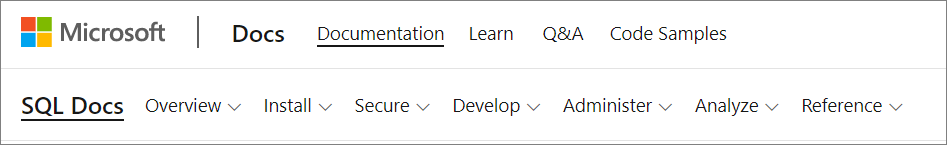 Microsoft Docs Documentation Learn Q&A Code Samples
SQL Docs Overview Install Secure Develop Administer Analyze Reference